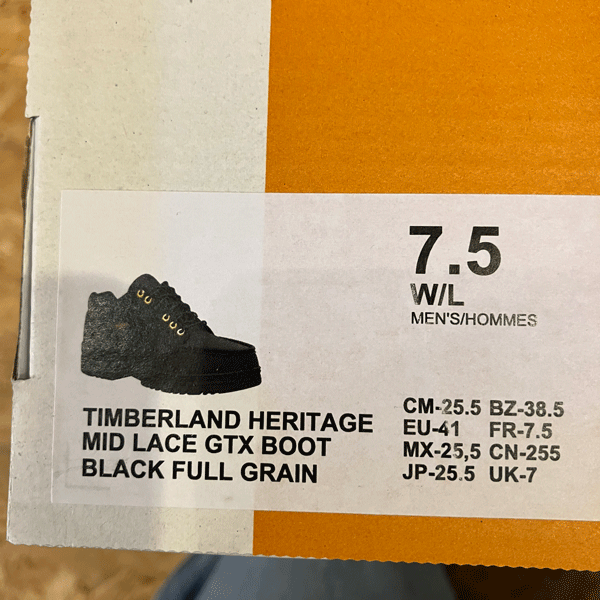 7.5
W/L
MEN'S/HOMMES
TIMBERLAND HERITAGE
MID LACE GTX BOOT
BLACK FULL GRAIN
CM-25.5 BZ-38.5
EU-41 FR-7.5
MX-25,5 CN-255
JP-25.5 UK-7